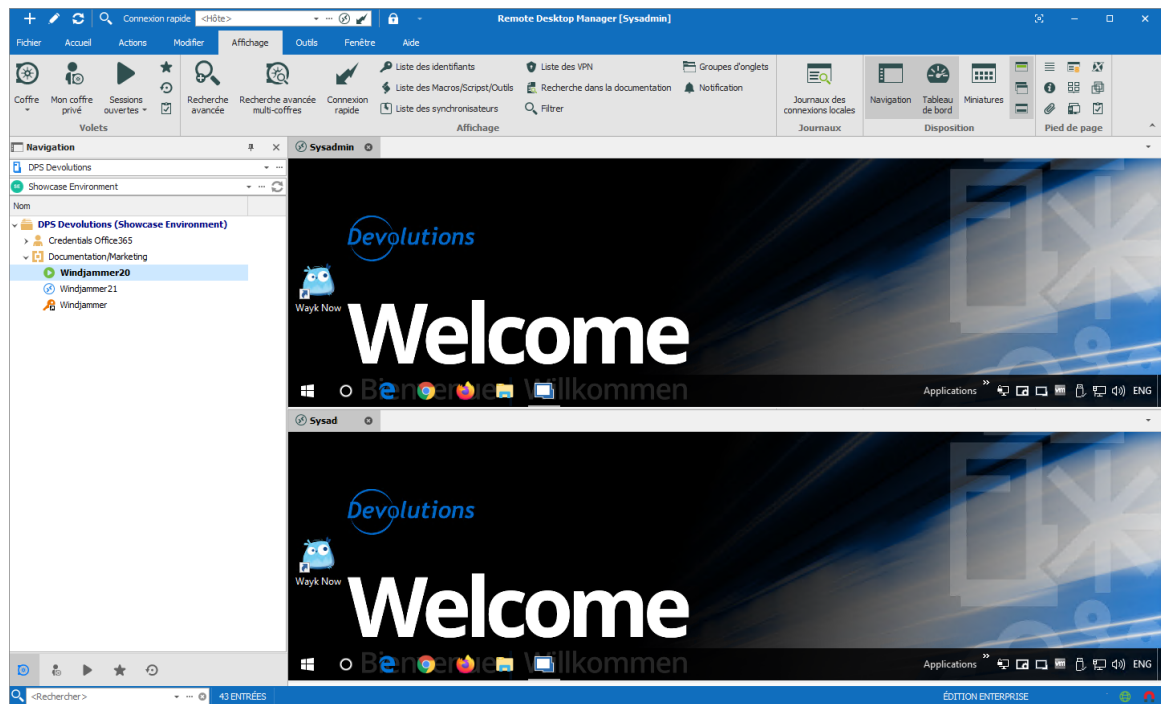 Connexion rapide <Hôte> Remote Desktop Manager [Sysadmin]
Fichier Accueil Actions Modifier Affichage Outils Fenêtre Aide
Coffre
Mon coffre privé
Sessions ouvertes
Volets
Recherche avancée
Recherche avancée multi-coffres
Connexion rapide
Liste des identifiants
Liste des Macros/Script/Outils
Liste des synchronisateurs
Liste des VPN
Recherche dans la documentation
Filtrer
Groupes d'onglets
Notification
Affichage
Journaux des connexions locales
Journaux
Navigation
Tableau de bord
Miniatures
Disposition
Pied de page
Navigation
DPS Devolutions
Showcase Environment
Nom
DPS Devolutions (Showcase Environment)
Credentials Office365
Documentation/Marketing
Windjammer20
Windjammer21
Windjammer
Sysadmin
Devolutions
Wayk Now
Welcome
Bienvenue Willkommen
Applications ENG
Sysad
Devolutions
Wayk Now
Welcome
Bienvenue Willkommen
Applications ENG
<Rechercher> 43 ENTRÉES ÉDITION ENTERPRISE